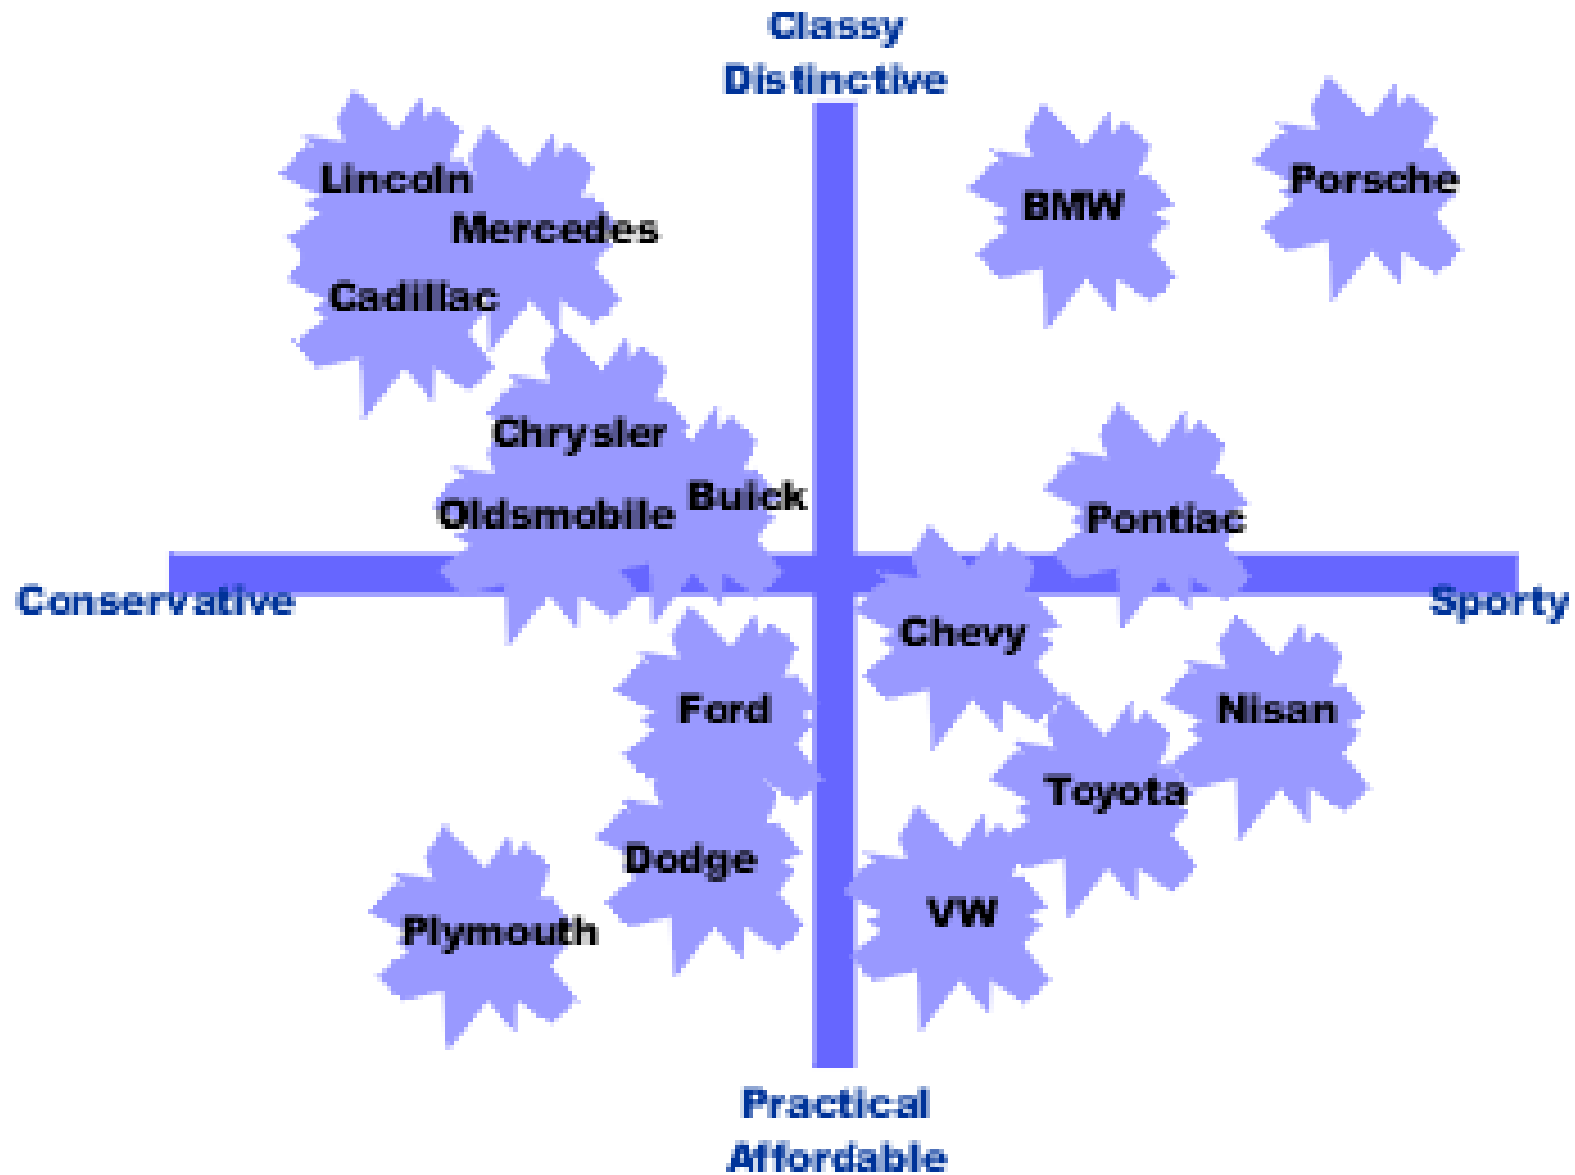 Classy
Distinctive
Lincoln
Porsche
BMW
Mercedes
Cadillac
Chrysler
Buick
Oldsmobile
Pontiac
Conservative
Sporty
Chevy
Ford
Nisan
Toyota
Dodge
VW
Plymouth
Practical
Affordable